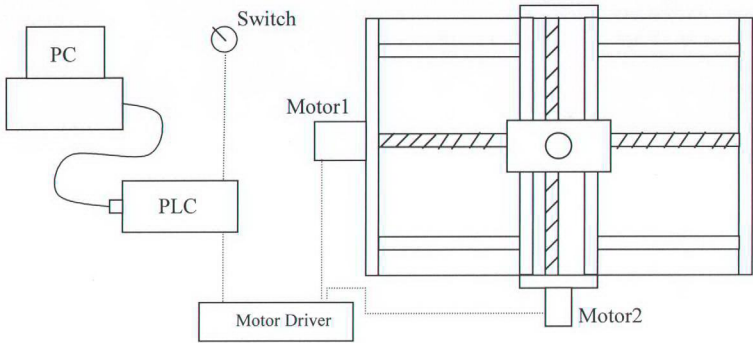 Switch
PC
Motor1
PLC
Motor Driver
Motor2